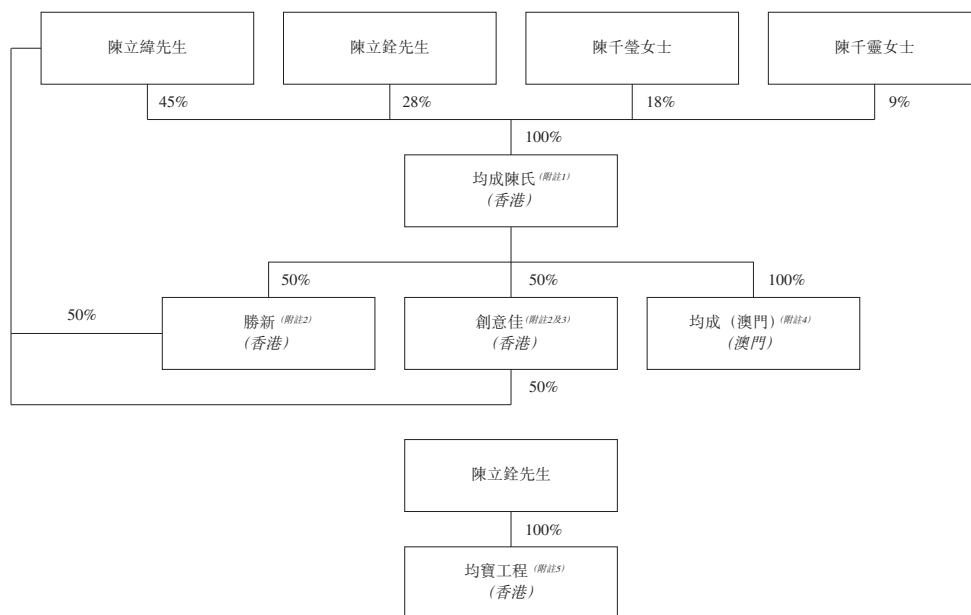 陳立緯先生
陳立銓先生
陳千瑩女士
陳千靈女士
45%
28%
18%
9%
100%
均成陳氏(附註1)
(香港)
50%
50%
100%
50%
勝新(附註2)
(香港)
創意佳(附註2及3)
(香港)
均成（澳門）(附註4)
(澳門)
50%
陳立銓先生
100%
均寶工程(附註5)
(香港)